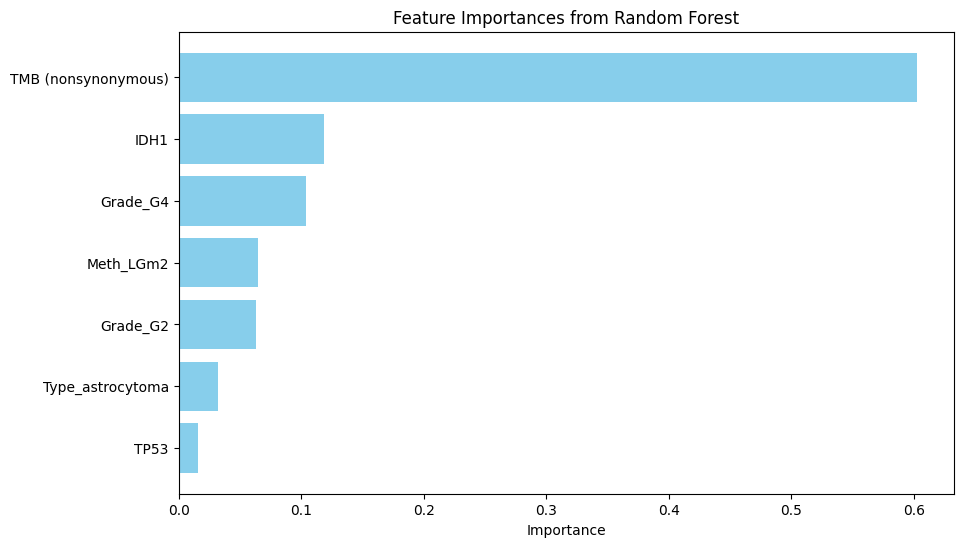 Feature Importances from Random Forest
TMB (nonsynonymous)
IDH1
Grade_G4
Meth_LGm2
Grade_G2
Type_astrocytoma
TP53
0.0 0.1 0.2 0.3 0.4 0.5 0.6
Importance